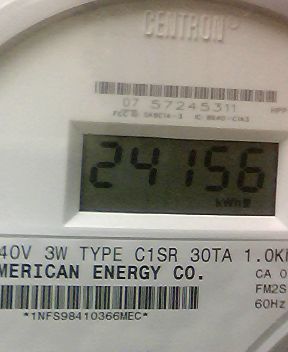 CENTRON®
07 57245311
24156
kWh
40V 3W TYPE C1SR 30TA 1.0K
MERICAN ENERGY CO.
CA 0
FM2S
60Hz
*1NFS98410366MEC*